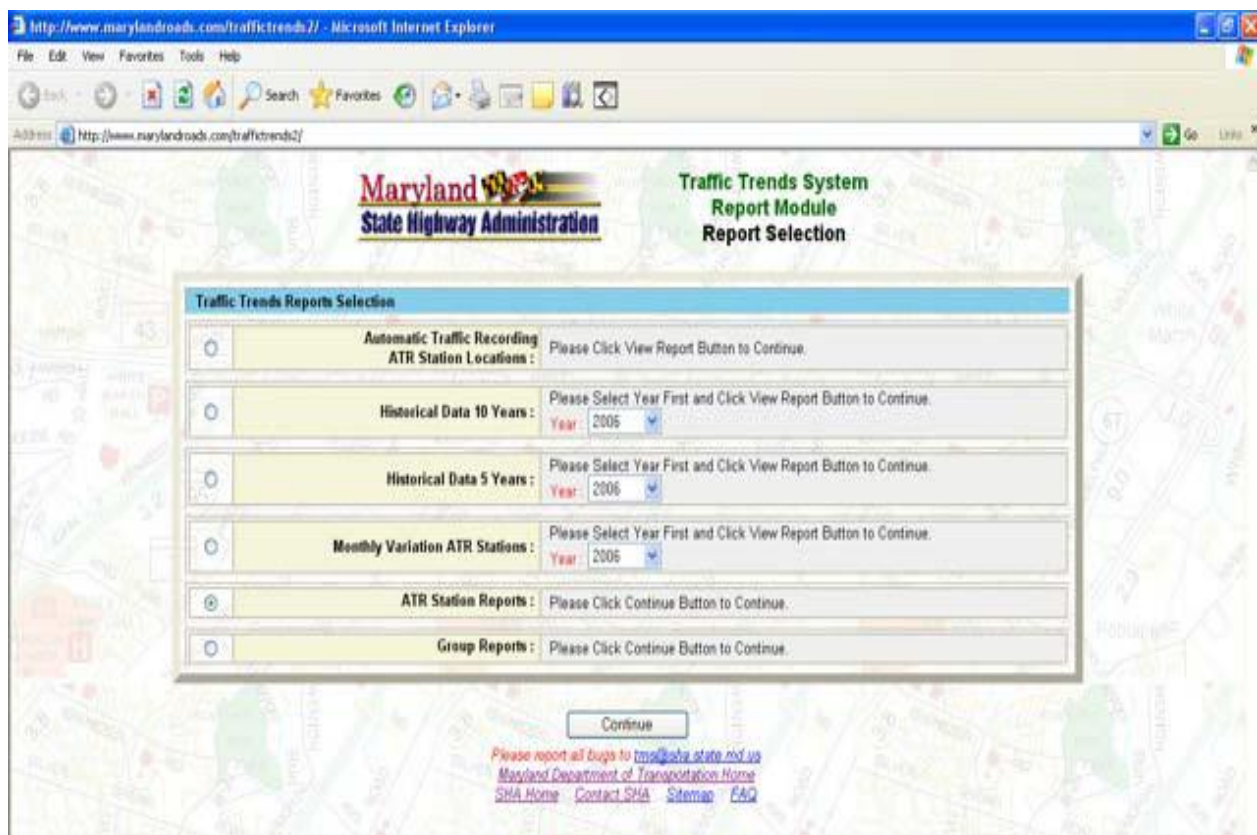 http://www.marylandroads.com/traffictrends2/ - Microsoft Internet Explorer
File Edit View Favorites Tools Help
Back Search Favorites
Address http://www.marylandroads.com/traffictrends2/ Go Links
Maryland
State Highway Administration
Traffic Trends System
Report Module
Report Selection
Traffic Trends Reports Selection
Automatic Traffic Recording
ATR Station Locations :
Please Click View Report Button to Continue.
Historical Data 10 Years :
Please Select Year First and Click View Report Button to Continue.
Year : 2006
Historical Data 5 Years :
Please Select Year First and Click View Report Button to Continue.
Year : 2006
Monthly Variation ATR Stations :
Please Select Year First and Click View Report Button to Continue.
Year : 2006
ATR Station Reports : Please Click Continue Button to Continue.
Group Reports : Please Click Continue Button to Continue.
Continue
Please report all bugs to tms@sha.state.md.us
Maryland Department of Transportation Home
SHA Home Contact SHA Sitemap FAQ